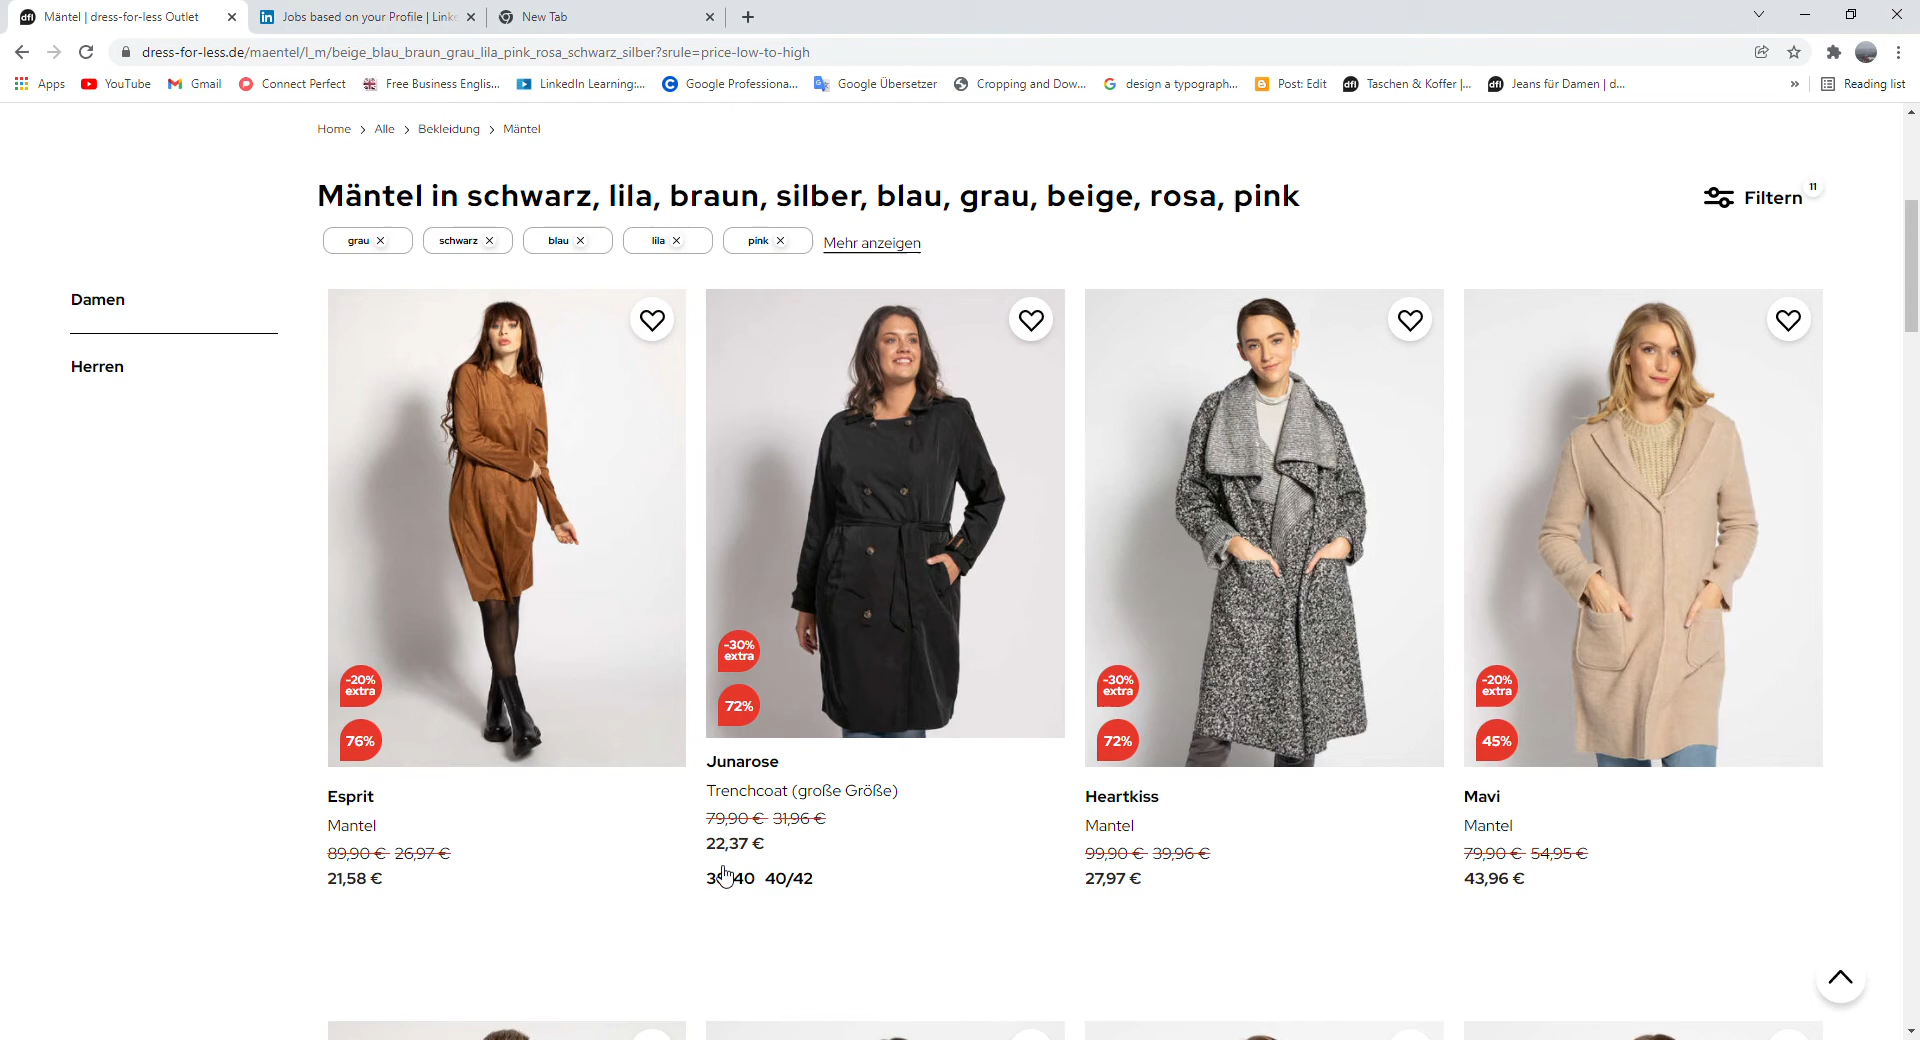 Mäntel | dress-for-less Outlet
Jobs based on your Profile | Linke
New Tab
dress-for-less.de/maentel/l_m/beige_blau_braun_grau_lila_pink_rosa_schwarz_silber?srule=price-low-to-high
Apps
YouTube
Gmail
Connect Perfect
Free Business Englis...
LinkedIn Learning:...
Google Professiona...
Google Übersetzer
Cropping and Dow...
design a typograph...
Post: Edit
Taschen & Koffer |...
Jeans für Damen | d...
»
Reading list
Home > Alle > Bekleidung > Mäntel
Mäntel in schwarz, lila, braun, silber, blau, grau, beige, rosa, pink
Filtern 11
grau
schwarz
blau
lila
pink
Mehr anzeigen
Damen
Herren
-20% extra
76%
Esprit
Mantel
89,90 € 26,97 €
21,58 €
-30% extra
72%
Junarose
Trenchcoat (große Größe)
79,90 € 31,96 €
22,37 €
40/42
-30% extra
72%
Heartkiss
Mantel
99,90 € 39,96 €
27,97 €
-20% extra
45%
Mavi
Mantel
79,90 € 54,95 €
43,96 €